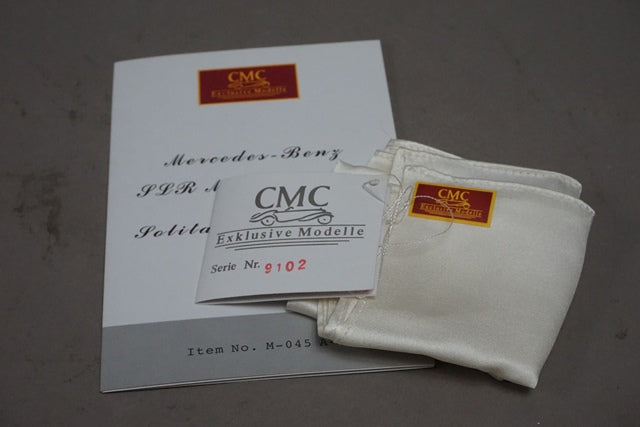 CMC
Exklusive Modelle
Mercedes-Benz
SLR
CMC
Exklusive Modelle
Serie Nr. 9102
Item No. M-045
CMC
Exklusive Modelle